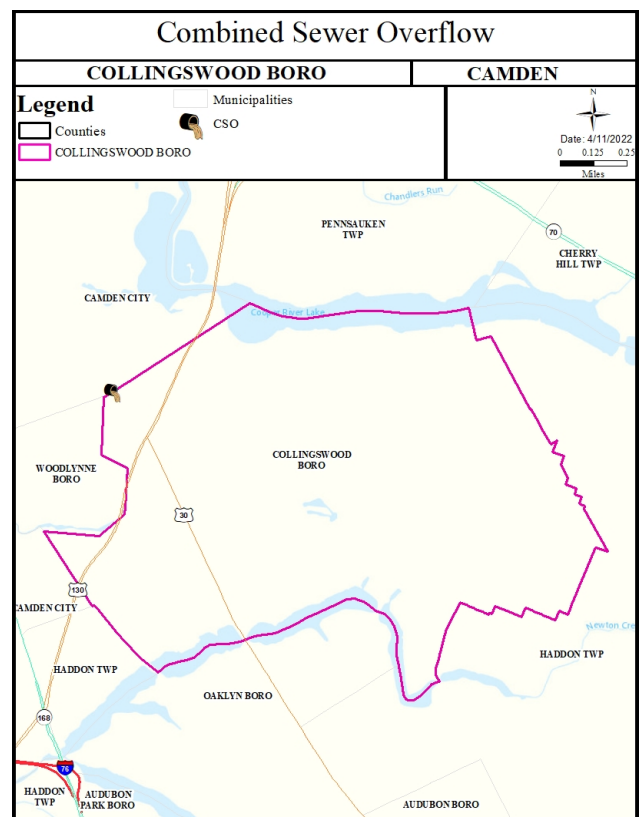 Combined Sewer Overflow
COLLINGSWOOD BORO
CAMDEN
Legend
Counties
COLLINGSWOOD BORO
Municipalities
CSO
N
Date: 4/11/2022
0 0.125 0.25
Miles
Chandlers Run
PENNSAUKEN
TWP
70
CHERRY
HILL TWP
CAMDEN CITY
Cooper River Lake
COLLINGSWOOD
BORO
WOODLYNNE
BORO
30
130
CAMDEN CITY
Newton Cre
HADDON TWP
HADDON TWP
OAKLYN BORO
168
76
HADDON
TWP
AUDUBON
PARK BORO
AUDUBON BORO